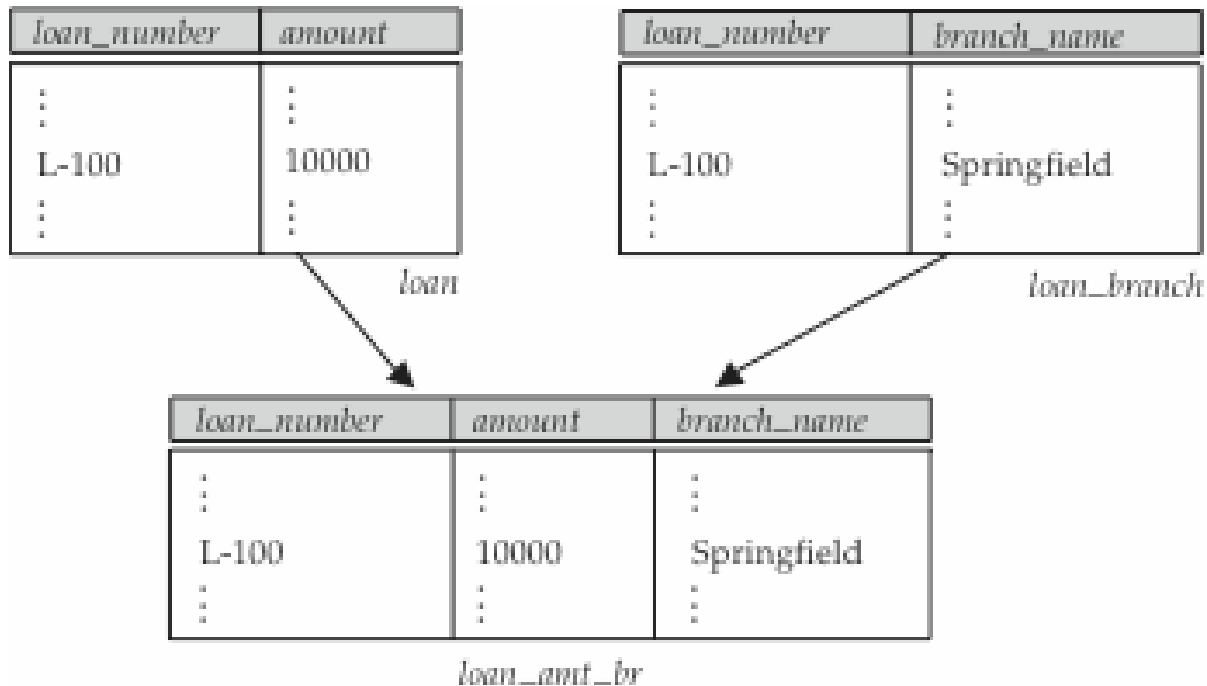 loan_number amount
⋮ ⋮
L-100 10000
⋮ ⋮
loan
loan_number branch_name
⋮ ⋮
L-100 Springfield
⋮ ⋮
loan_branch
loan_number amount branch_name
⋮ ⋮ ⋮
L-100 10000 Springfield
⋮ ⋮ ⋮
loan_amt_br